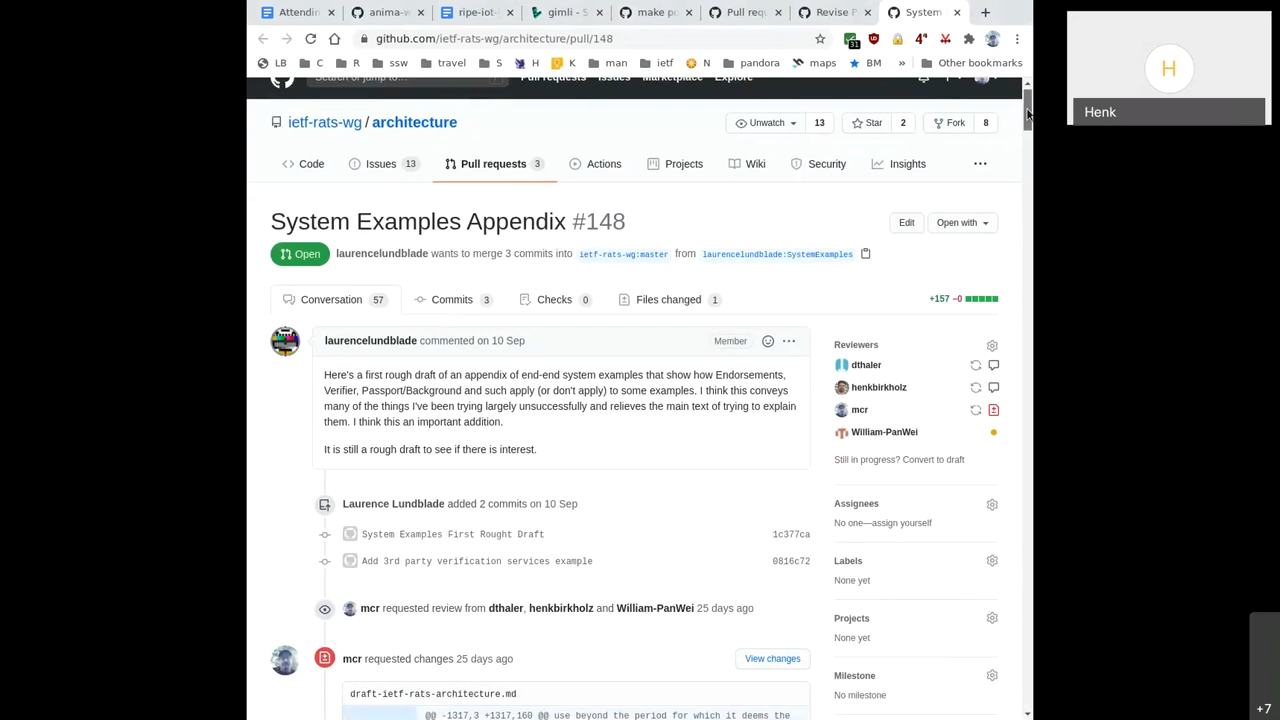 Attendin
anima-w
ripe-iot-
gimli - S
make pu
Pull requ
Revise P
System
github.com/ietf-rats-wg/architecture/pull/148
31
LB
C
R
ssw
travel
S
H
K
man
ietf
N
pandora
maps
BM
»
Other bookmarks
Search or jump to...
Pull requests
Issues
Marketplace
Explore
H
Henk
ietf-rats-wg / architecture
Unwatch 13
Star 2
Fork 8
Code
Issues 13
Pull requests 3
Actions
Projects
Wiki
Security
Insights
System Examples Appendix #148
Edit
Open with
Open
laurencelundblade wants to merge 3 commits into ietf-rats-wg:master from laurencelundblade:SystemExamples
Conversation 57
Commits 3
Checks 0
Files changed 1
+157 −0
laurencelundblade commented on 10 Sep
Member
Here's a first rough draft of an appendix of end-end system examples that show how Endorsements,
Verifier, Passport/Background and such apply (or don't apply) to some examples. I think this conveys
many of the things I've been trying largely unsuccessfully and relieves the main text of trying to explain
them. I think this an important addition.
It is still a rough draft to see if there is interest.
Laurence Lundblade added 2 commits on 10 Sep
System Examples First Rought Draft 1c377ca
Add 3rd party verification services example 0816c72
mcr requested review from dthaler, henkbirkholz and William-PanWei 25 days ago
mcr requested changes 25 days ago
View changes
draft-ietf-rats-architecture.md
@@ -1317,3 +1317,160 @@ use beyond the period for which it deems the
Reviewers
dthaler
henkbirkholz
mcr
William-PanWei
Still in progress? Convert to draft
Assignees
No one—assign yourself
Labels
None yet
Projects
None yet
Milestone
No milestone
+7